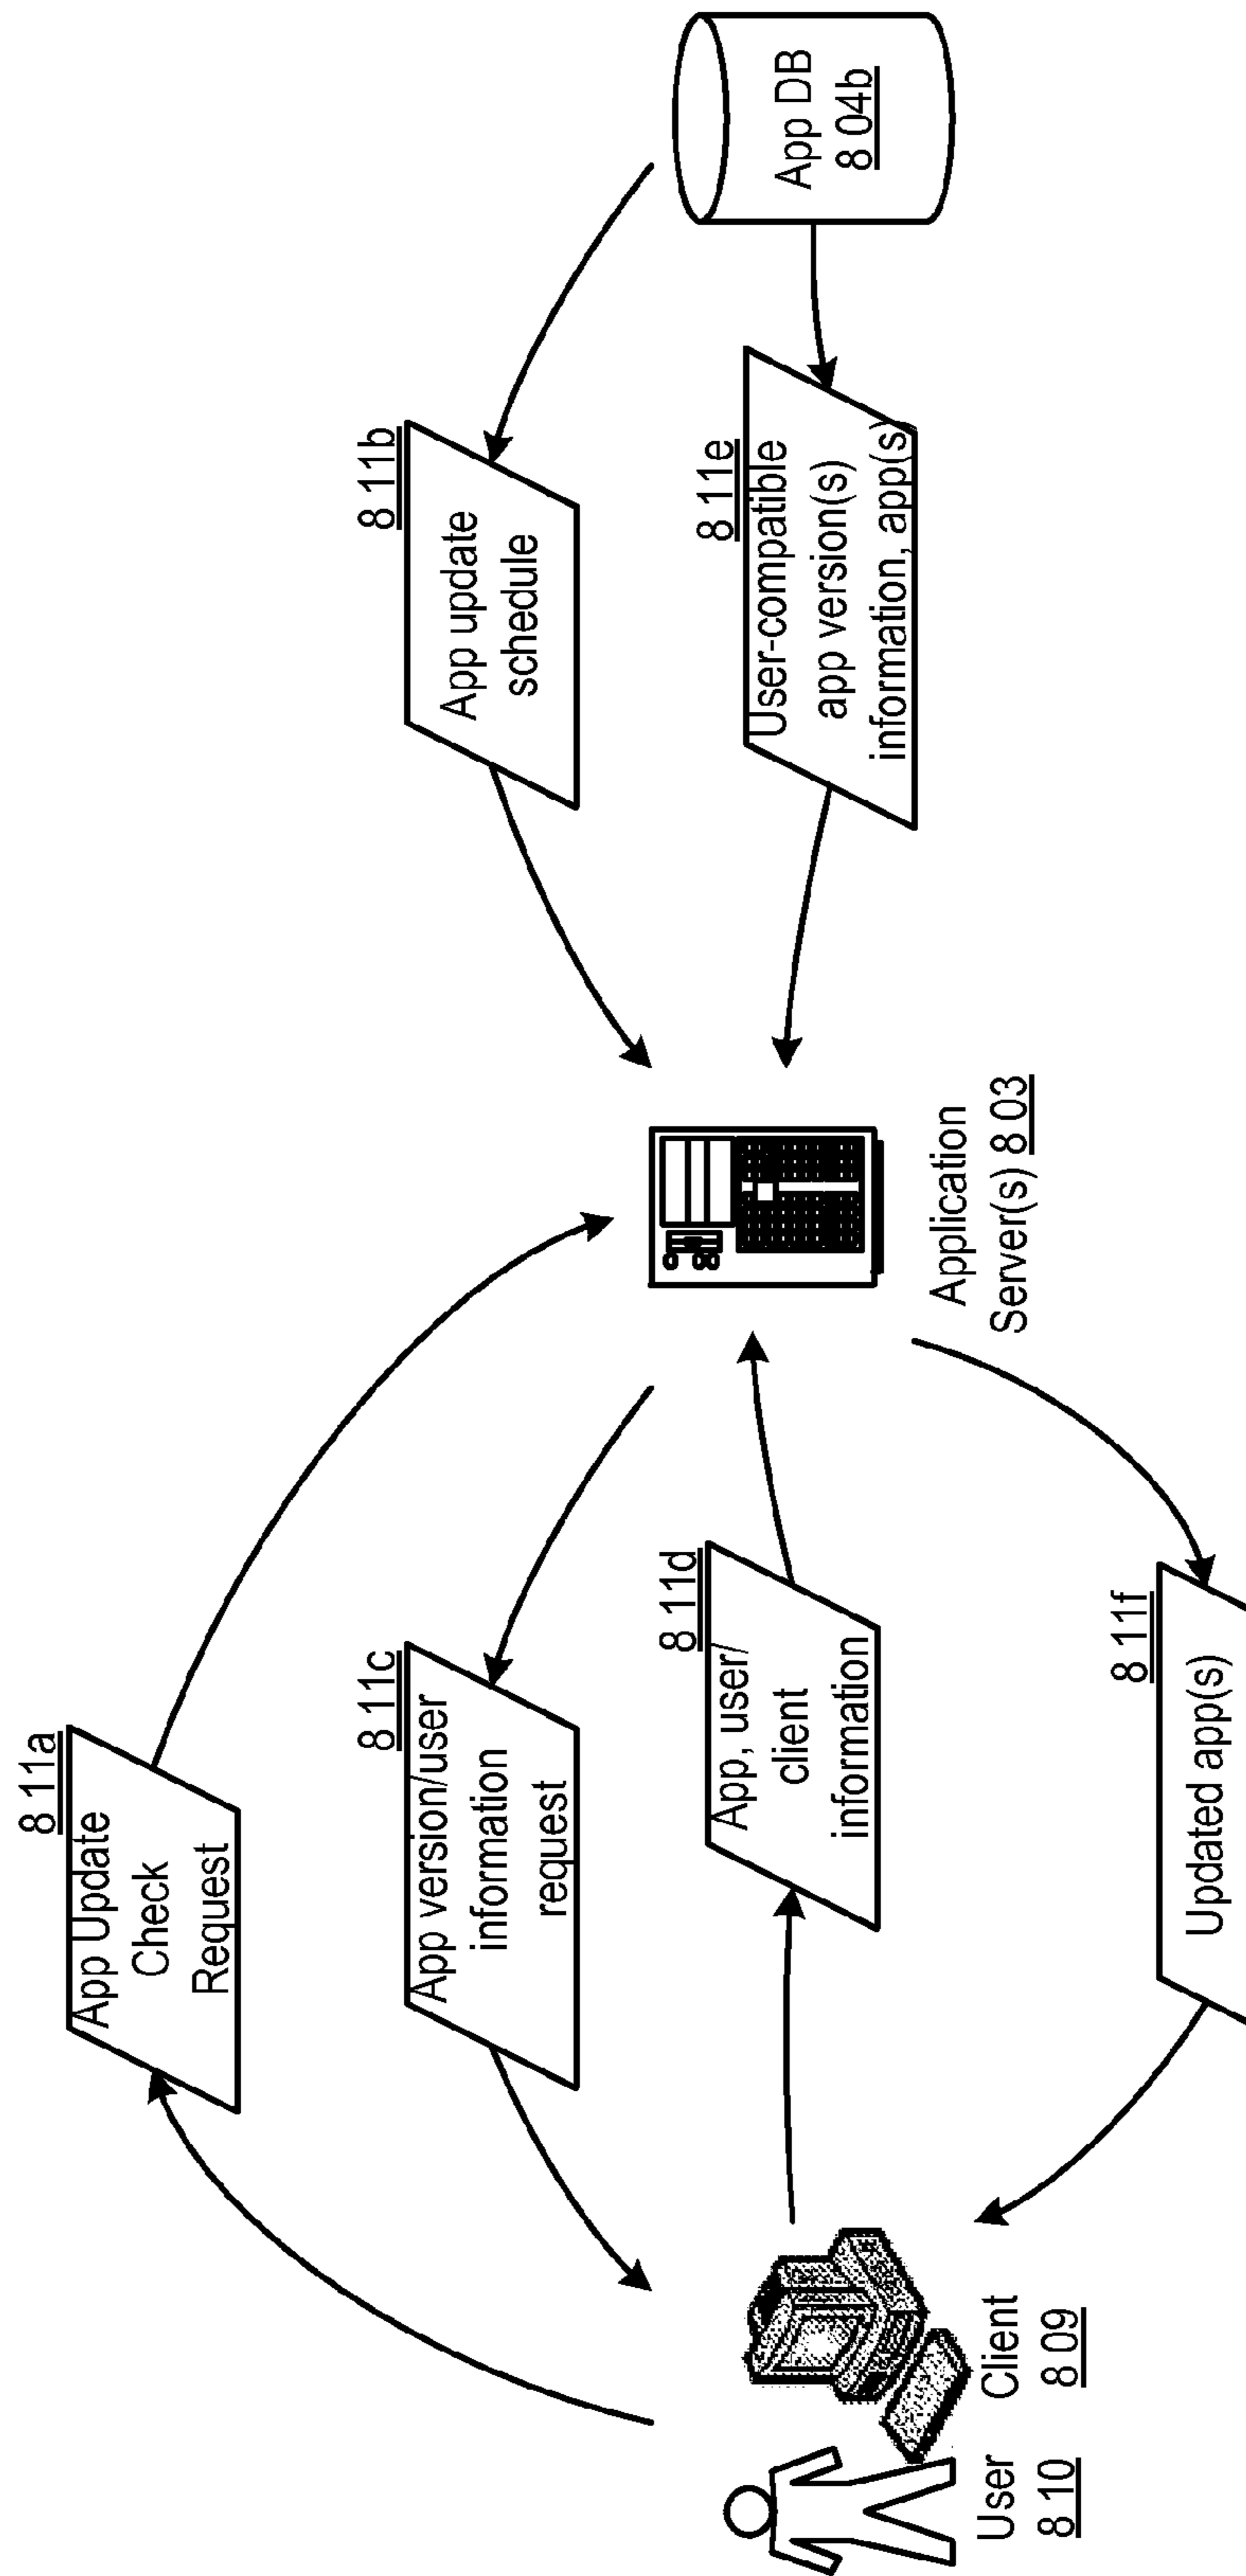 8 11a
App Update
Check
Request
8 11c
App version/user
information
request
8 11d
App, user/
client
information
8 11f
Updated app(s)
User
8 10
Client
8 09
Application
Server(s) 8 03
8 11b
App update
schedule
8 11e
User-compatible
app version(s)
information, app(s)
App DB
8 04b